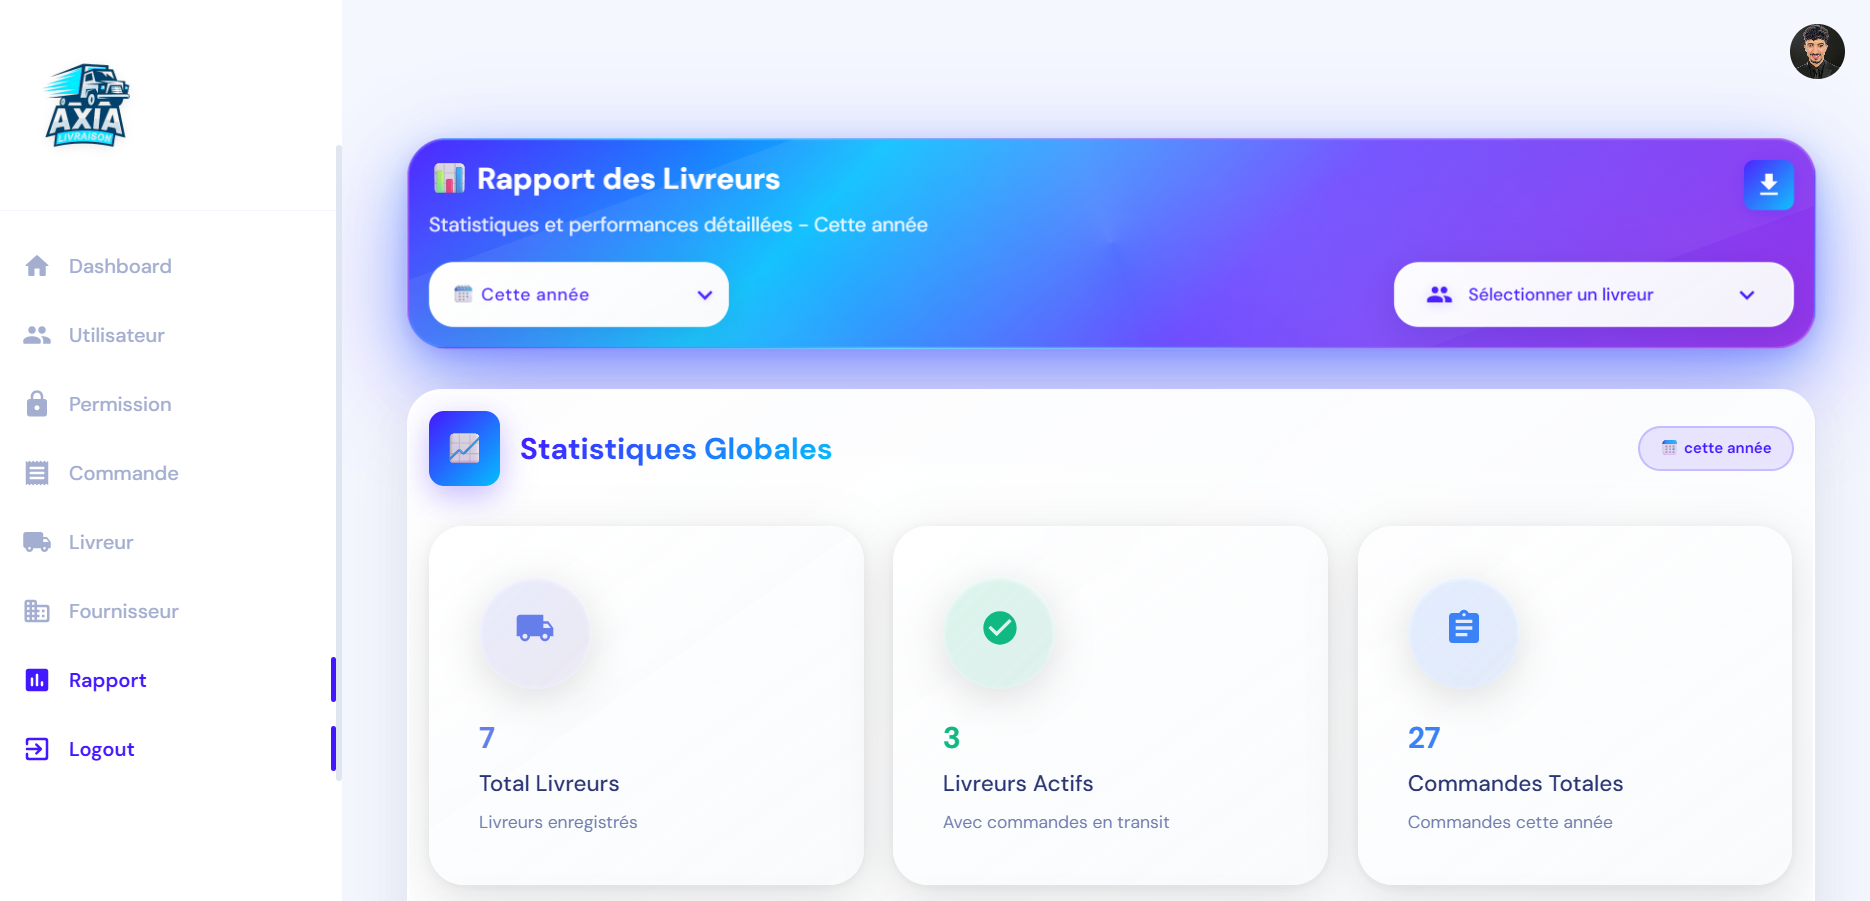 AXIA
LIVRAISON
Dashboard
Utilisateur
Permission
Commande
Livreur
Fournisseur
Rapport
Logout
Rapport des Livreurs
Statistiques et performances détaillées - Cette année
Cette année
Sélectionner un livreur
Statistiques Globales
cette année
7
Total Livreurs
Livreurs enregistrés
3
Livreurs Actifs
Avec commandes en transit
27
Commandes Totales
Commandes cette année